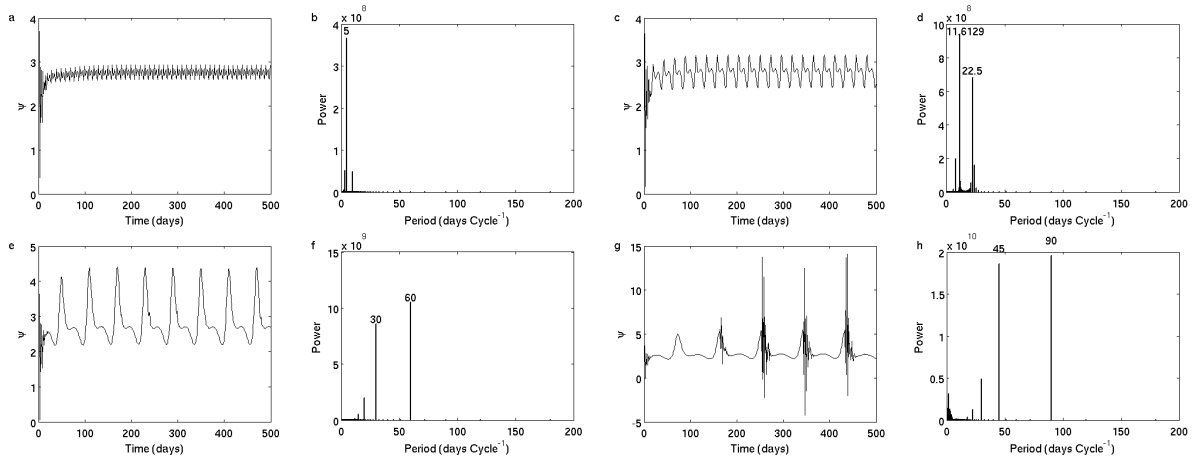 a
4
3
2
1
0
ψ
0 100 200 300 400 500
Time (days)
b
x 10^8
4
3
2
1
0
Power
5
0 50 100 150 200
Period (days Cycle^-1)
c
4
3
2
1
0
ψ
0 100 200 300 400 500
Time (days)
d
x 10^8
10
8
6
4
2
0
Power
11.6129
22.5
0 50 100 150 200
Period (days Cycle^-1)
e
5
4
3
2
1
0
ψ
0 100 200 300 400 500
Time (days)
f
x 10^9
15
10
5
0
Power
30
60
0 50 100 150 200
Period (days Cycle^-1)
g
15
10
5
0
-5
ψ
0 100 200 300 400 500
Time (days)
h
x 10^10
2
1.5
1
0.5
0
Power
45
90
0 50 100 150 200
Period (days Cycle^-1)